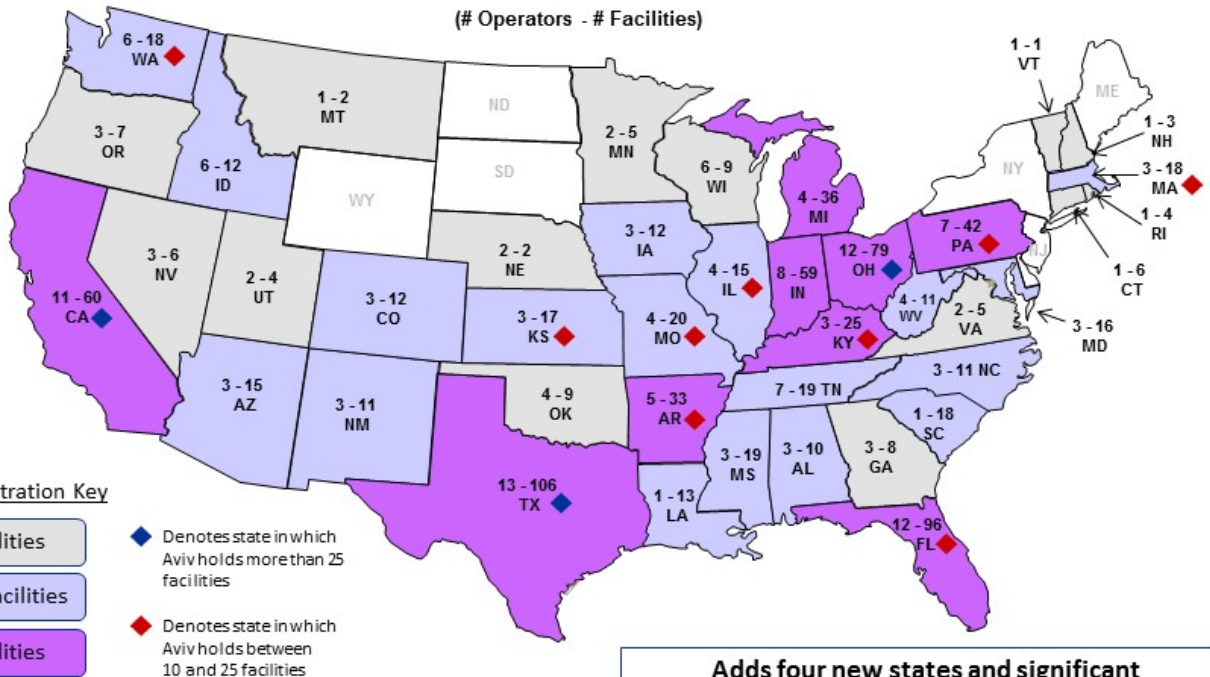 (# Operators - # Facilities)
6 - 18
WA
1 - 2
MT
ND
2 - 5
MN
1 - 1
VT
ME
3 - 7
OR
6 - 12
ID
WY
SD
6 - 9
WI
4 - 36
MI
NY
1 - 3
NH
3 - 18
MA
1 - 4
RI
1 - 6
CT
11 - 60
CA
3 - 6
NV
2 - 4
UT
3 - 12
CO
2 - 2
NE
3 - 12
IA
4 - 15
IL
8 - 59
IN
12 - 79
OH
7 - 42
PA
NJ
3 - 17
KS
4 - 20
MO
3 - 25
KY
4 - 11
WV
2 - 5
VA
3 - 16
MD
3 - 15
AZ
3 - 11
NM
4 - 9
OK
5 - 33
AR
7 - 19 TN
3 - 11 NC
1 - 18
SC
13 - 106
TX
1 - 13
LA
3 - 19
MS
3 - 10
AL
3 - 8
GA
12 - 96
FL
tration Key
lities
acilities
lities
Denotes state in which
Aviv holds more than 25
facilities
Denotes state in which
Aviv holds between
10 and 25 facilities
Adds four new states and significant